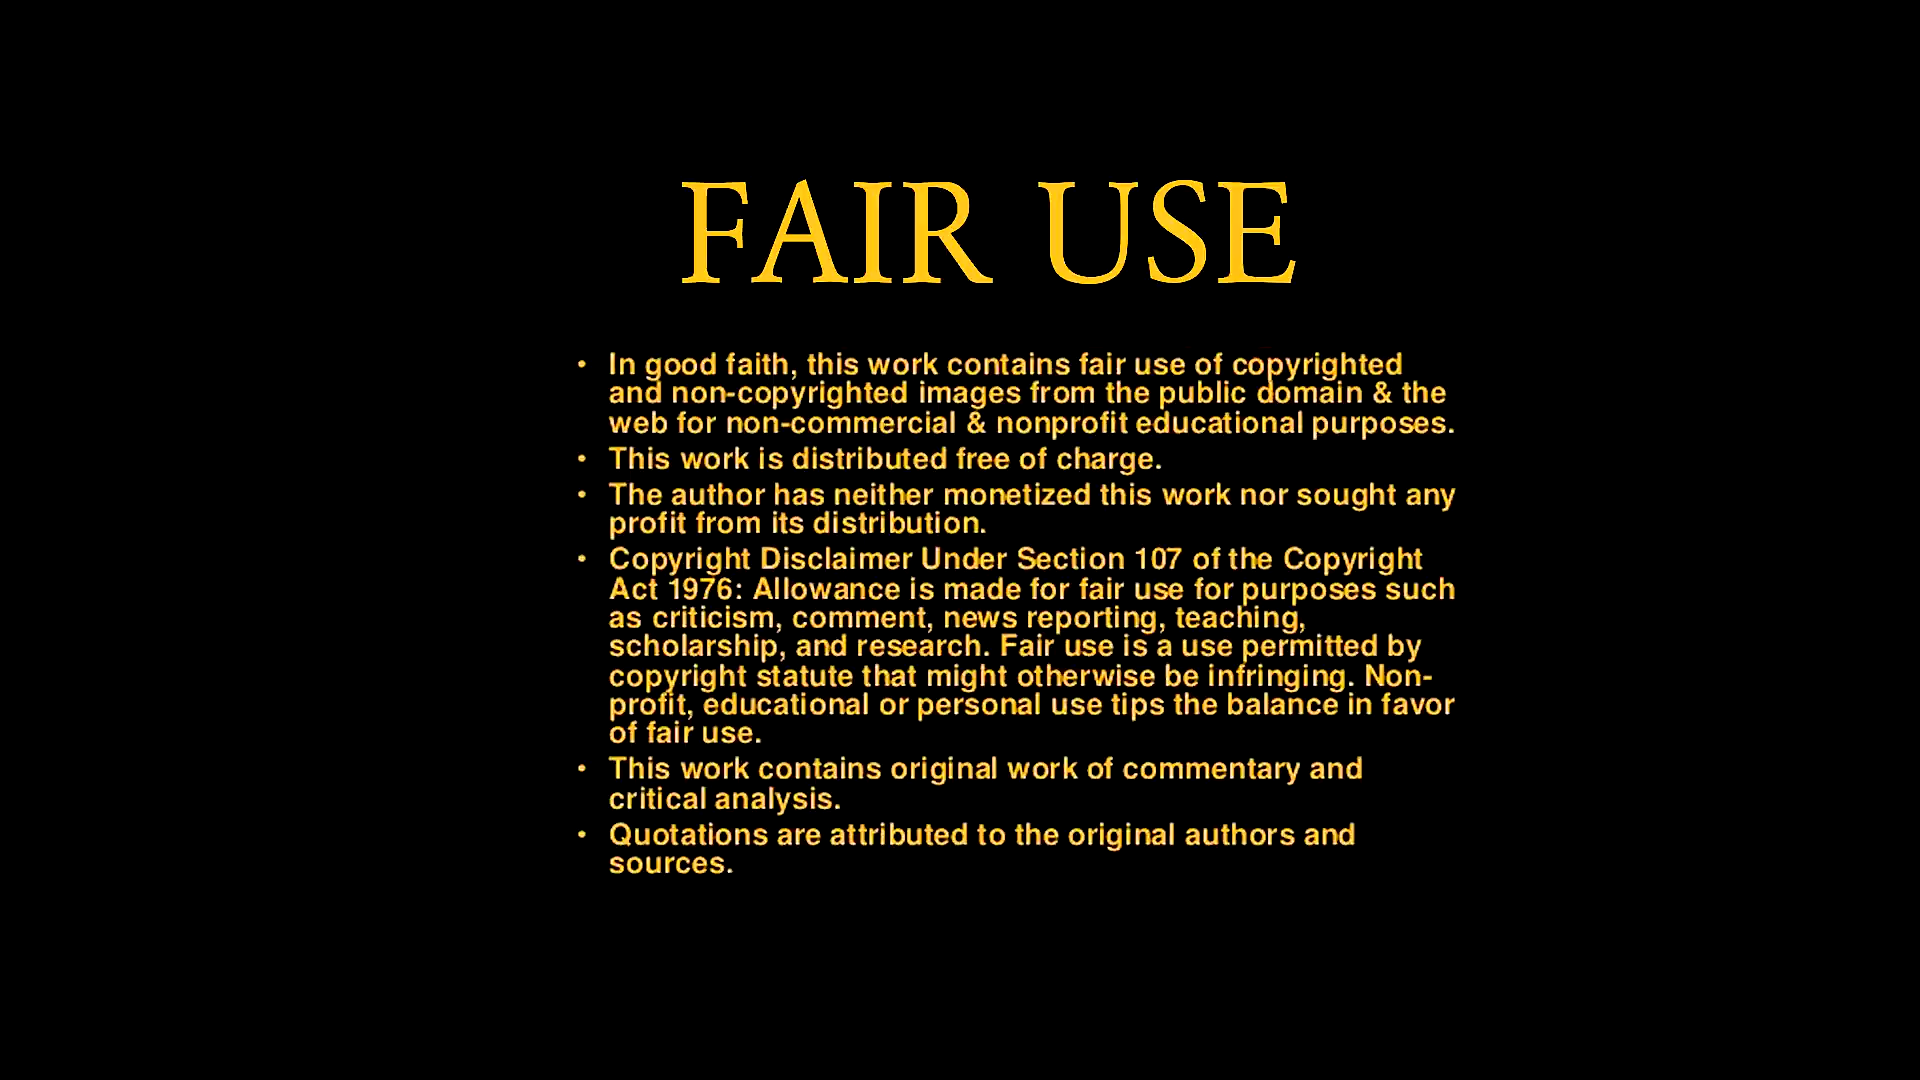 FAIR USE
• In good faith, this work contains fair use of copyrighted
and non-copyrighted images from the public domain & the
web for non-commercial & nonprofit educational purposes.
• This work is distributed free of charge.
• The author has neither monetized this work nor sought any
profit from its distribution.
• Copyright Disclaimer Under Section 107 of the Copyright
Act 1976: Allowance is made for fair use for purposes such
as criticism, comment, news reporting, teaching,
scholarship, and research. Fair use is a use permitted by
copyright statute that might otherwise be infringing. Non-
profit, educational or personal use tips the balance in favor
of fair use.
• This work contains original work of commentary and
critical analysis.
• Quotations are attributed to the original authors and
sources.